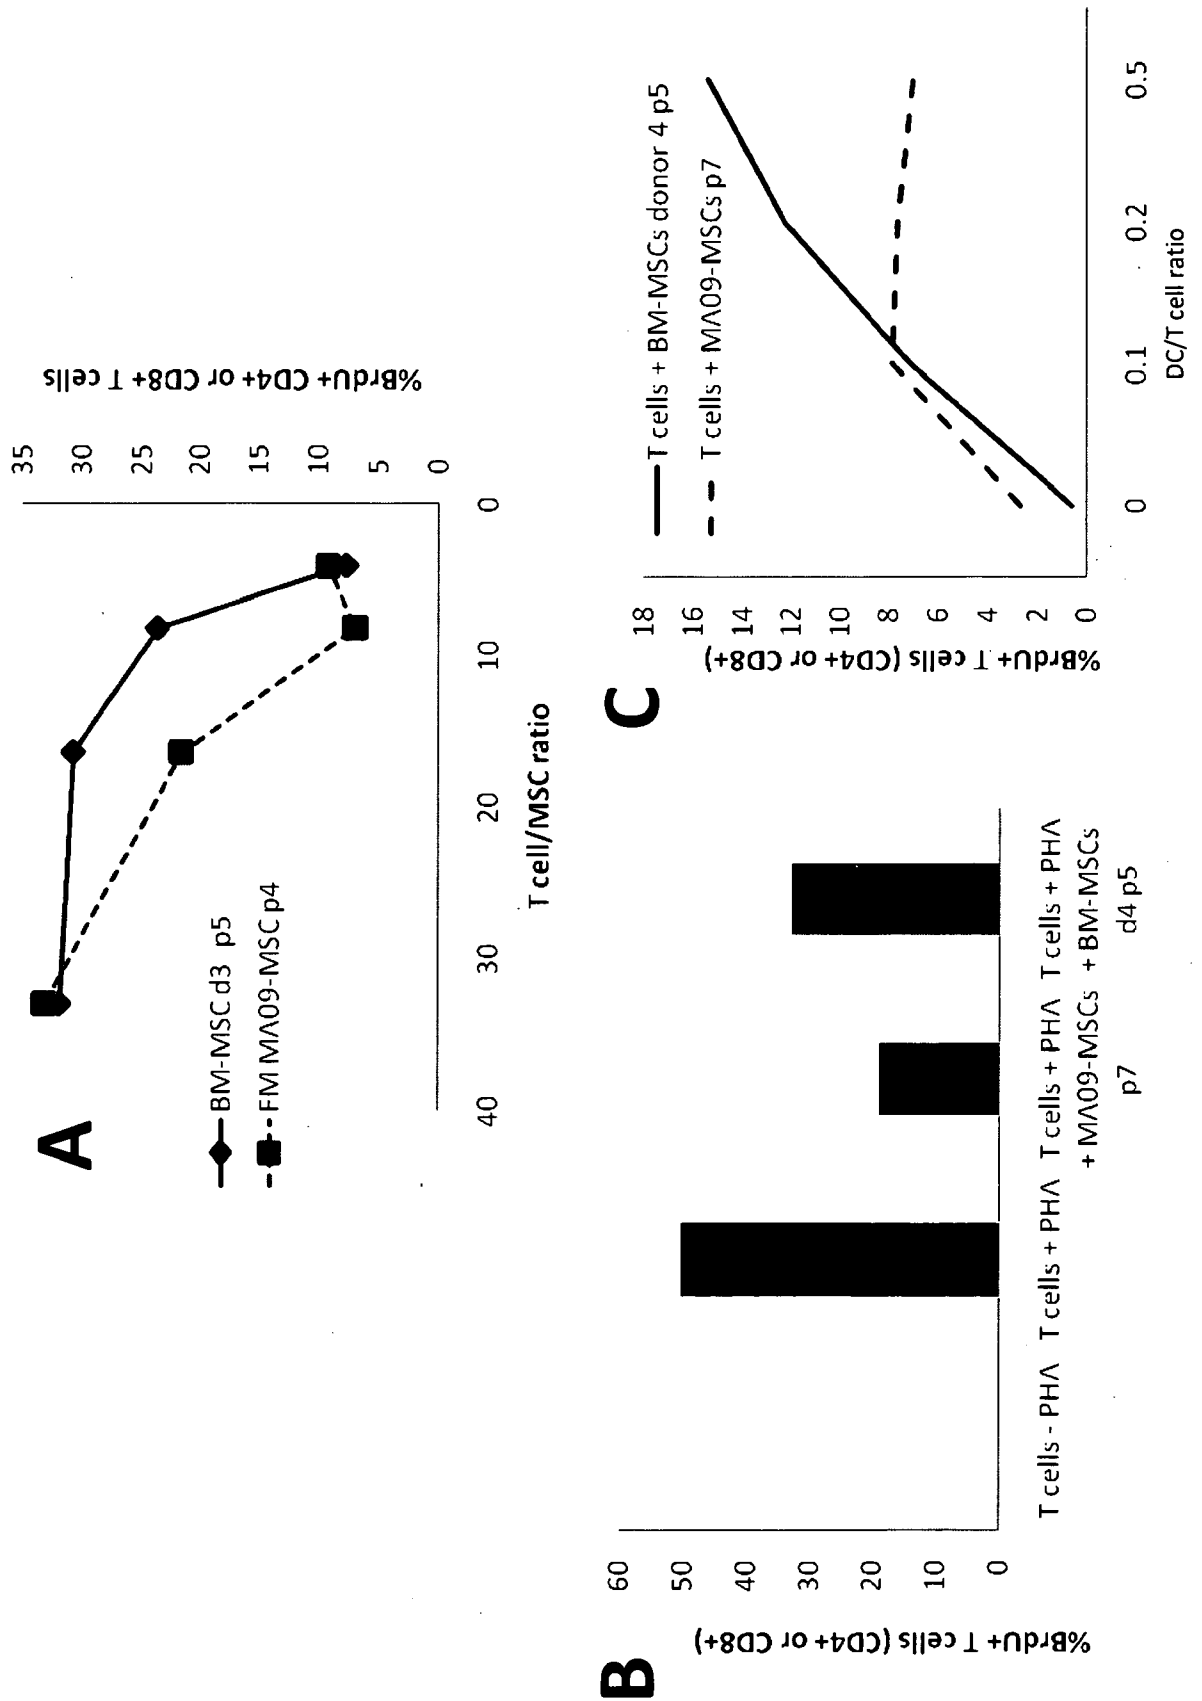 A
BM-MSC d3 p5
FM MA09-MSC p4
35
30
25
20
15
10
5
0
%BrdU+ CD4+ or CD8+ T cells
40
30
20
10
0
T cell/MSC ratio
B
%BrdU+ T cells (CD4+ or CD8+)
60
50
40
30
20
10
0
T cells - PHA T cells + PHA T cells + PHA T cells + PHA
+ MA09-MSCs + BM-MSCs
p7 d4 p5
C
%BrdU+ T cells (CD4+ or CD8+)
18
16
14
12
10
8
6
4
2
0
T cells + BM-MSCs donor 4 p5
T cells + MA09-MSCs p7
0
0.1
0.2
0.5
DC/T cell ratio